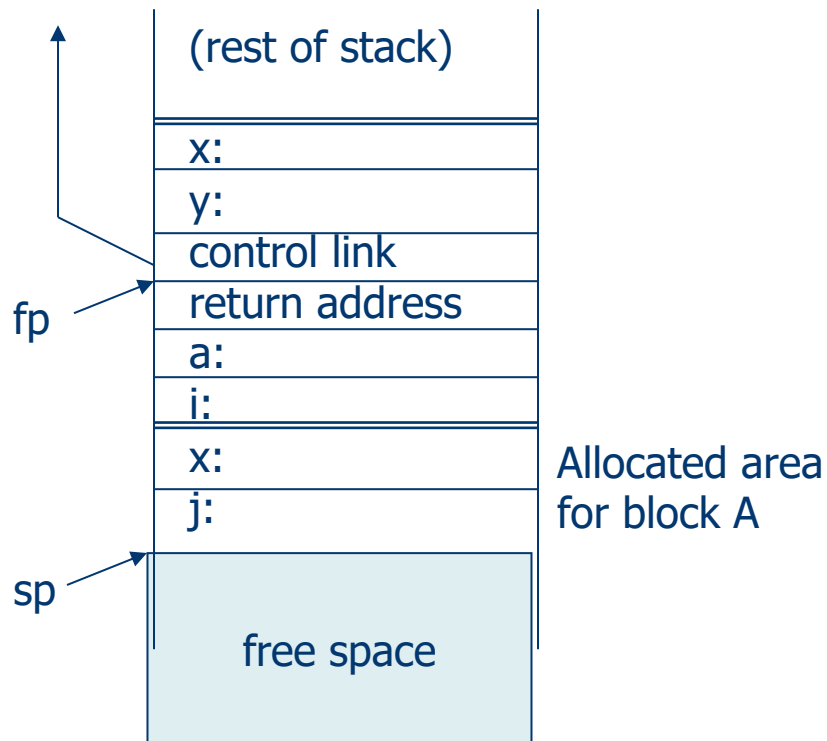 (rest of stack)
x:
y:
control link
return address
fp
a:
i:
x:
Allocated area
j:
for block A
sp
free space